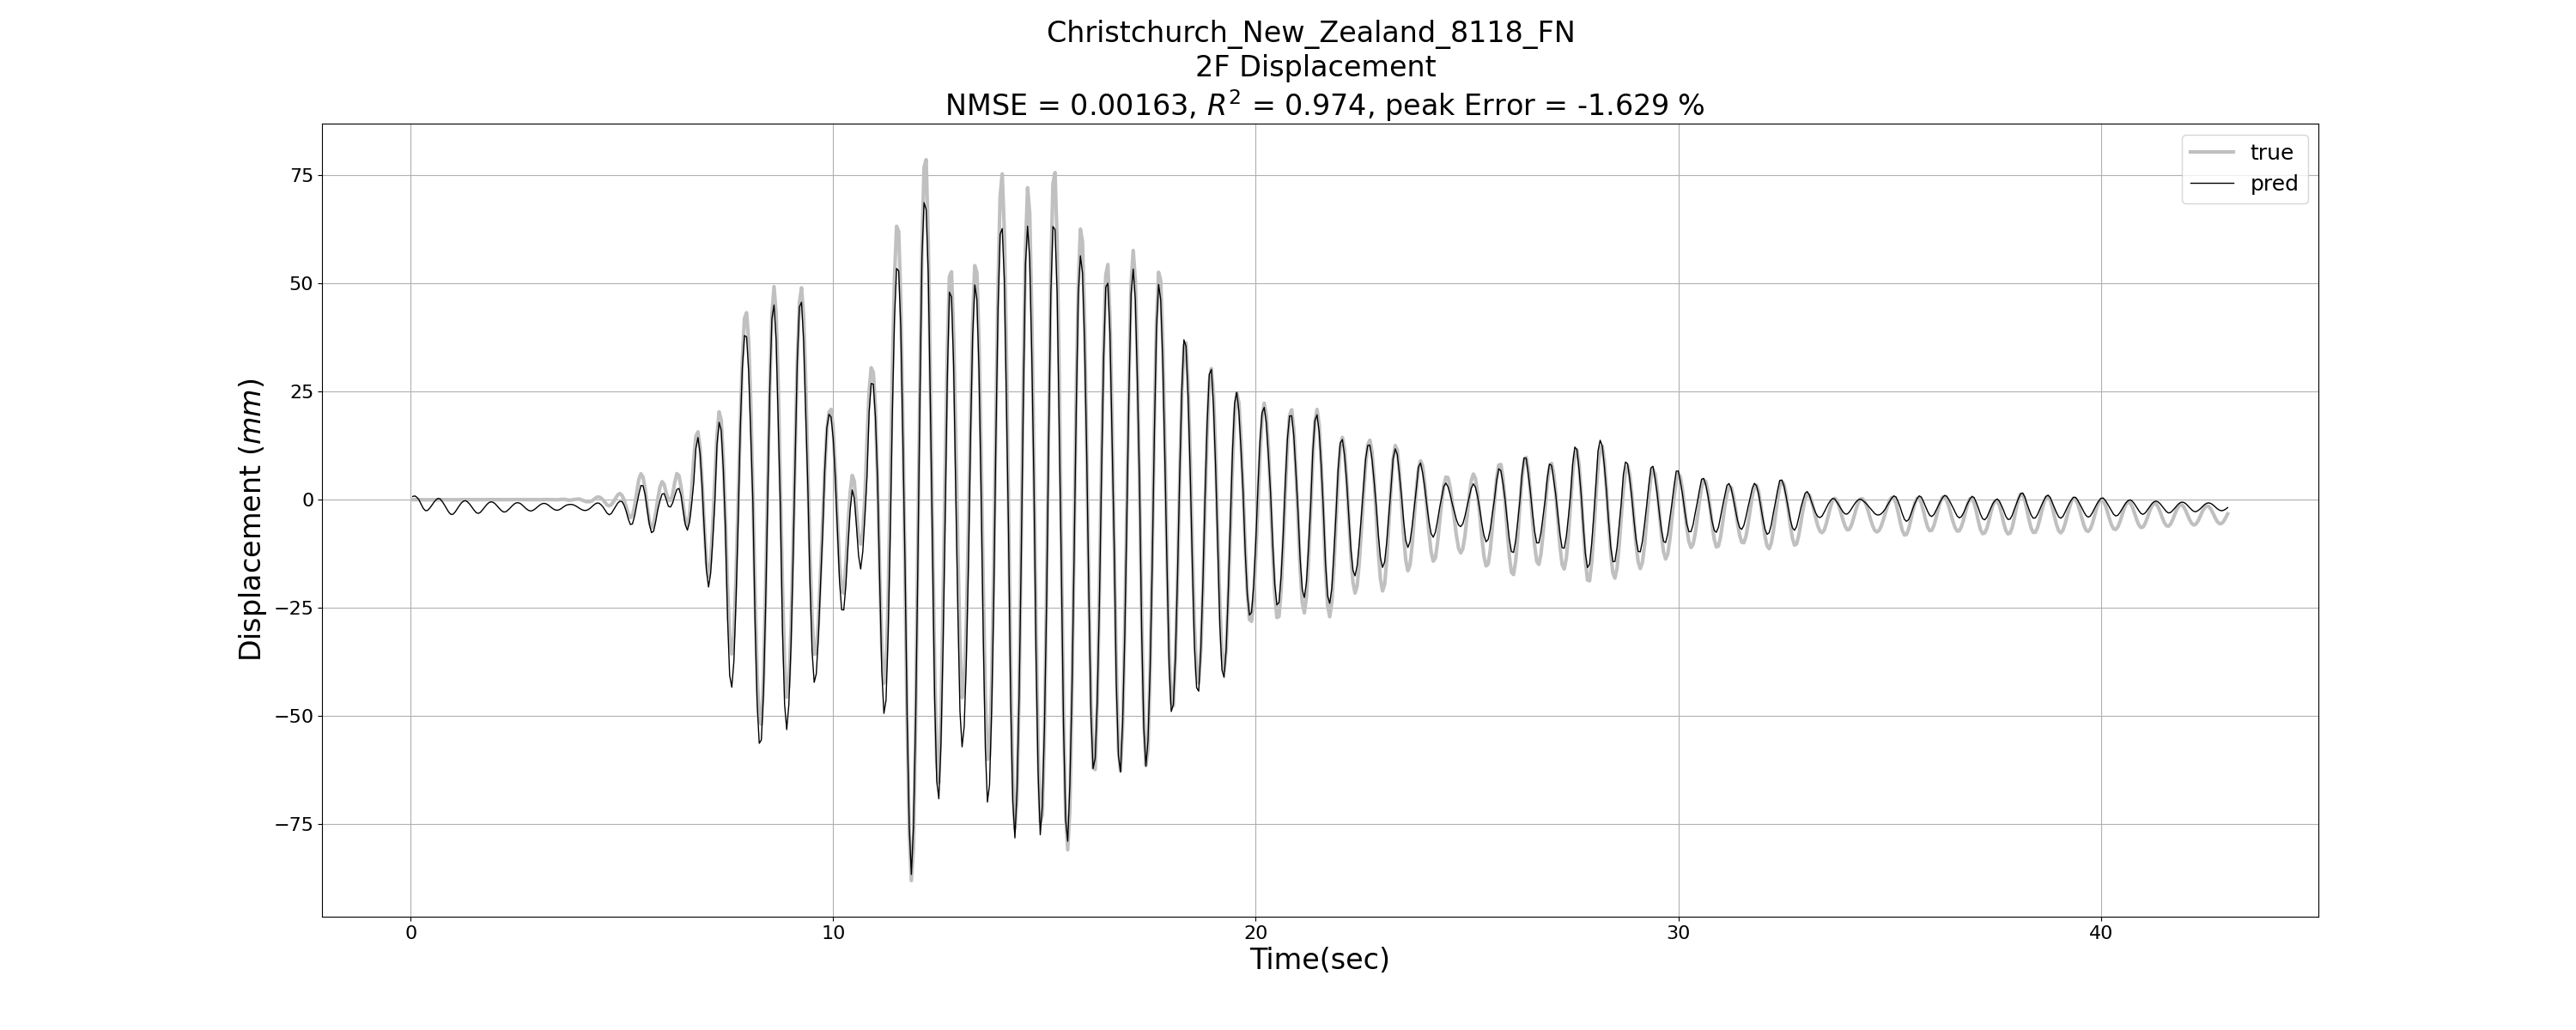 Christchurch_New_Zealand_8118_FN
2F Displacement
NMSE = 0.00163, R² = 0.974, peak Error = -1.629 %
true
pred
75
50
25
0
−25
−50
−75
Displacement (mm)
0 10 20 30 40
Time(sec)